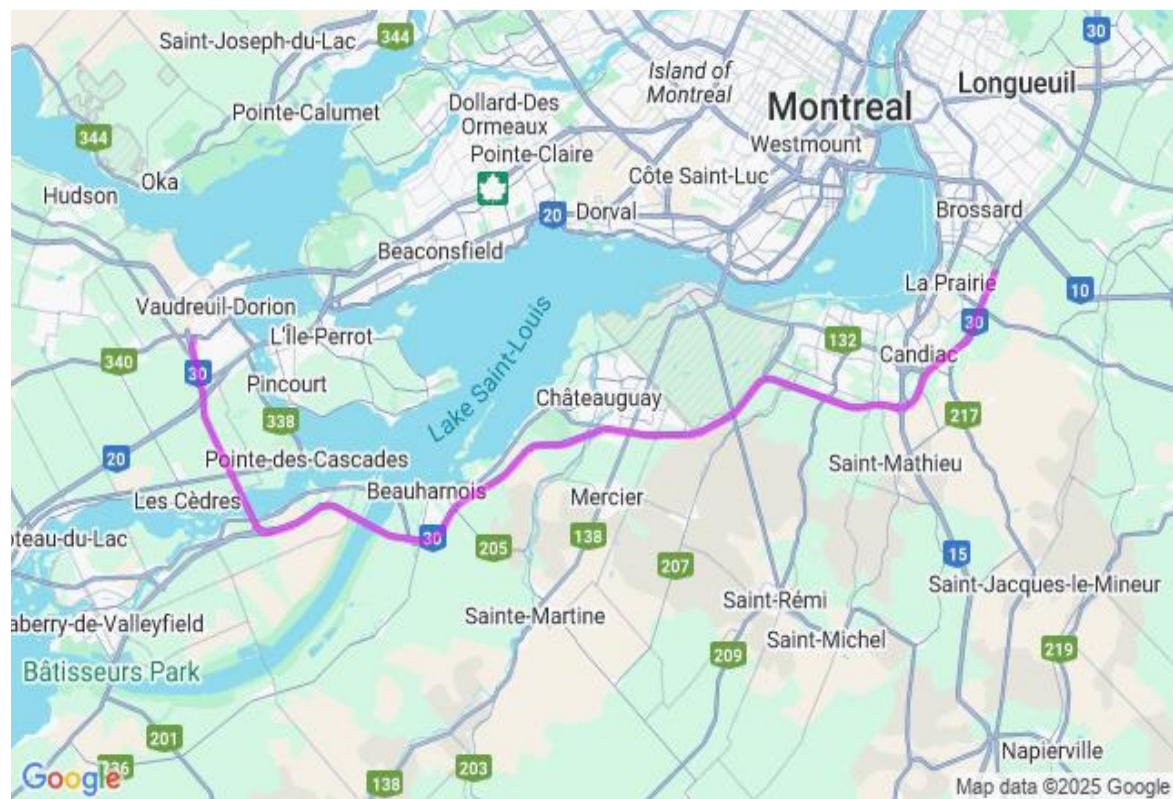 Saint-Joseph-du-Lac
344
30
Island of
Montreal
Longueuil
Pointe-Calumet
Dollard-Des
Ormeaux
Montreal
344
Westmount
Pointe-Claire
Oka
Côte Saint-Luc
Hudson
20
Dorval
Brossard
Beaconsfield
La Prairie
10
Vaudreuil-Dorion
L'Île-Perrot
30
132
340
30
Candiac
Pincourt
Lake Saint-Louis
Châteauguay
338
217
20
Pointe-des-Cascades
Saint-Mathieu
Les Cèdres
Beauharnois
Mercier
oteau-du-Lac
30
205
138
15
207
Saint-Jacques-le-Mineur
Saint-Rémi
Sainte-Martine
aberry-de-Valleyfield
Saint-Michel
209
219
Bâtisseurs Park
201
Napierville
236
203
Google
138
Map data ©2025 Google